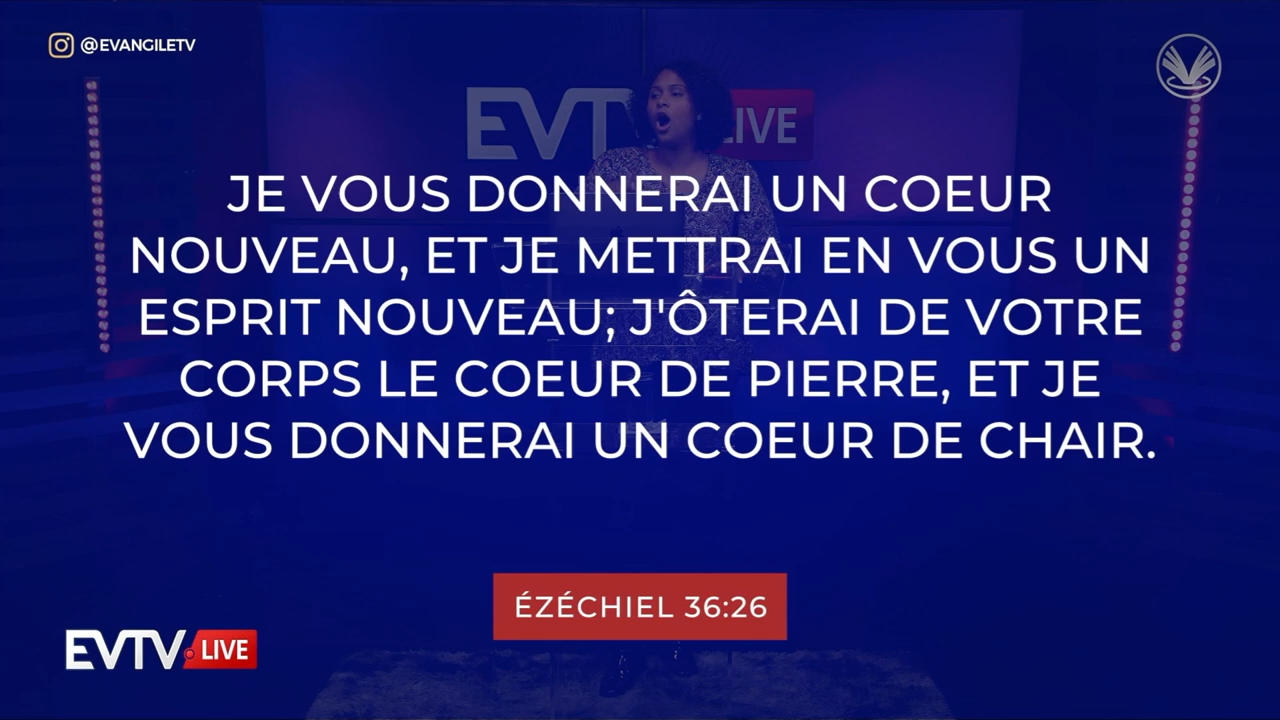 @EVANGILETV
EVTV LIVE
JE VOUS DONNERAI UN COEUR
NOUVEAU, ET JE METTRAI EN VOUS UN
ESPRIT NOUVEAU; J'ÔTERAI DE VOTRE
CORPS LE COEUR DE PIERRE, ET JE
VOUS DONNERAI UN COEUR DE CHAIR.
ÉZÉCHIEL 36:26
EVTV LIVE